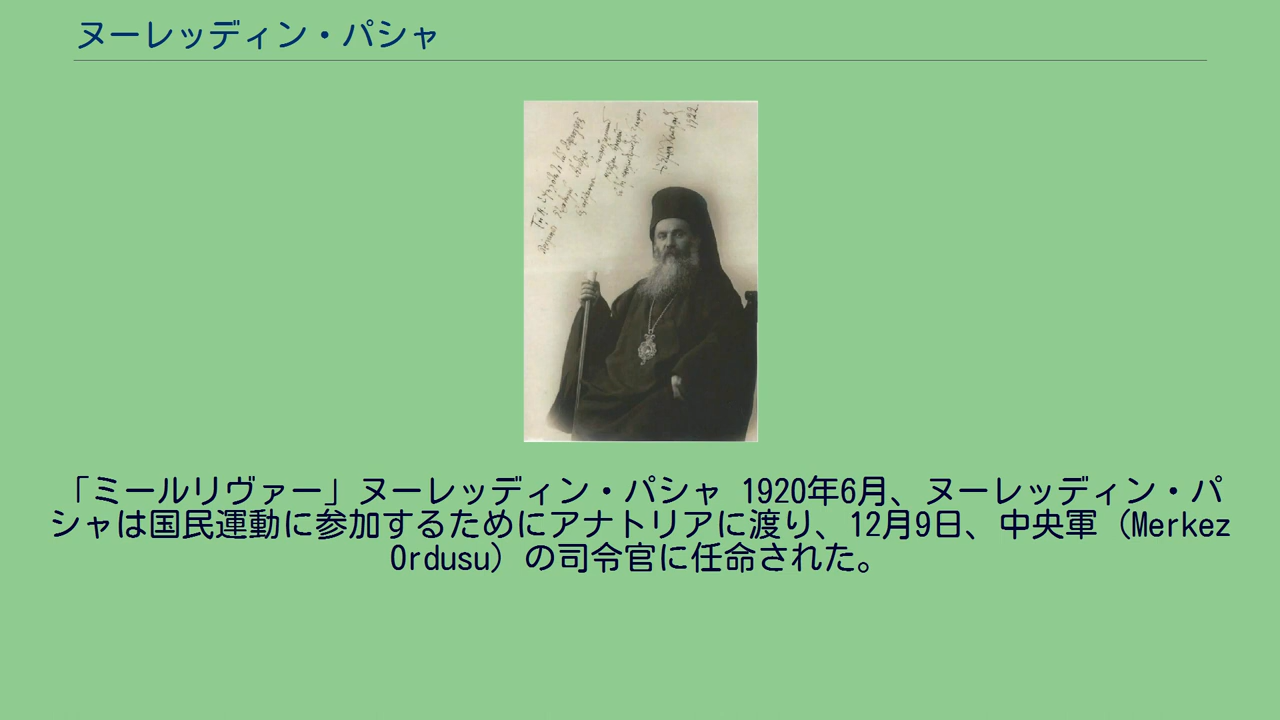 ヌーレッディン・パシャ
1922
「ミールリヴァー」ヌーレッディン・パシャ 1920年6月、ヌーレッディン・パ
シャは国民運動に参加するためにアナトリアに渡り、12月9日、中央軍（Merkez
Ordusu）の司令官に任命された。